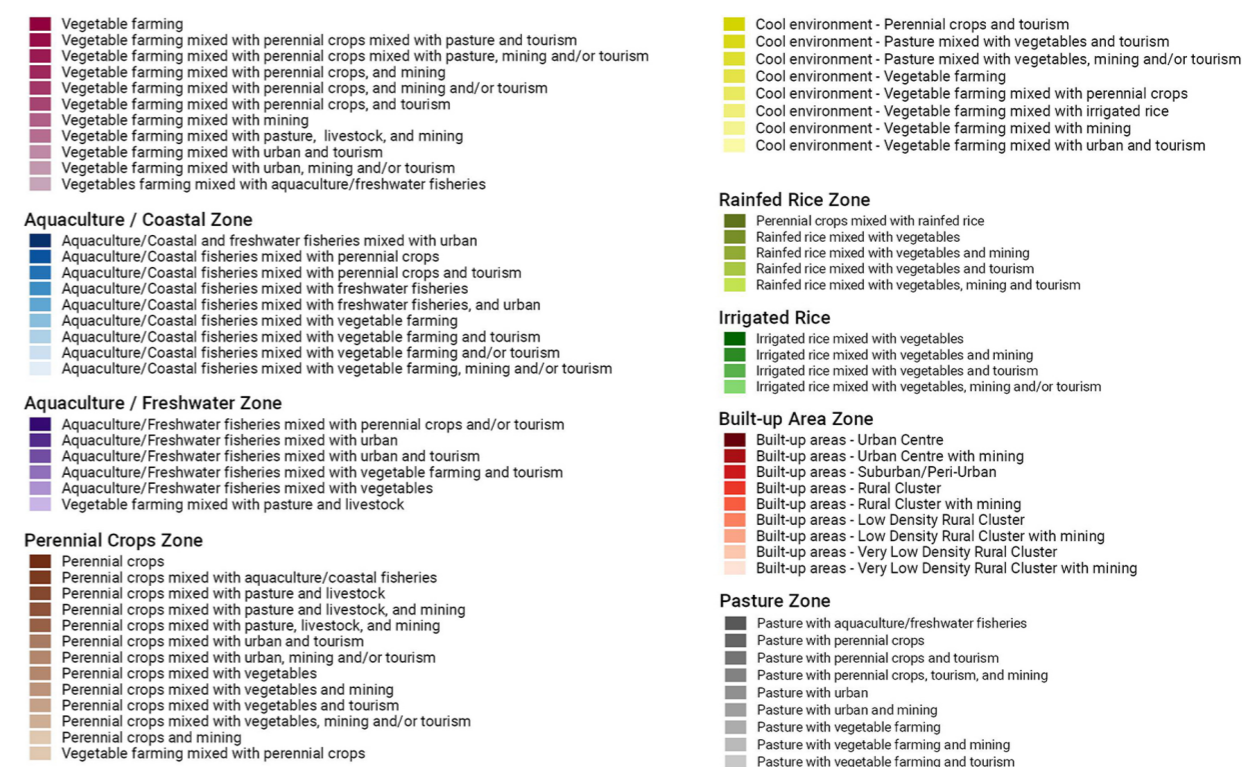 Vegetable farming
Vegetable farming mixed with perennial crops mixed with pasture and tourism
Vegetable farming mixed with perennial crops mixed with pasture, mining and/or tourism
Vegetable farming mixed with perennial crops, and mining
Vegetable farming mixed with perennial crops, and mining and/or tourism
Vegetable farming mixed with perennial crops, and tourism
Vegetable farming mixed with mining
Vegetable farming mixed with pasture, livestock, and mining
Vegetable farming mixed with urban and tourism
Vegetable farming mixed with urban, mining and/or tourism
Vegetables farming mixed with aquaculture/freshwater fisheries
Aquaculture / Coastal Zone
Aquaculture/Coastal and freshwater fisheries mixed with urban
Aquaculture/Coastal fisheries mixed with perennial crops
Aquaculture/Coastal fisheries mixed with perennial crops and tourism
Aquaculture/Coastal fisheries mixed with freshwater fisheries
Aquaculture/Coastal fisheries mixed with freshwater fisheries, and urban
Aquaculture/Coastal fisheries mixed with vegetable farming
Aquaculture/Coastal fisheries mixed with vegetable farming and tourism
Aquaculture/Coastal fisheries mixed with vegetable farming and/or tourism
Aquaculture/Coastal fisheries mixed with vegetable farming, mining and/or tourism
Aquaculture / Freshwater Zone
Aquaculture/Freshwater fisheries mixed with perennial crops and/or tourism
Aquaculture/Freshwater fisheries mixed with urban
Aquaculture/Freshwater fisheries mixed with urban and tourism
Aquaculture/Freshwater fisheries mixed with vegetable farming and tourism
Aquaculture/Freshwater fisheries mixed with vegetables
Vegetable farming mixed with pasture and livestock
Perennial Crops Zone
Perennial crops
Perennial crops mixed with aquaculture/coastal fisheries
Perennial crops mixed with pasture and livestock
Perennial crops mixed with pasture and livestock, and mining
Perennial crops mixed with pasture, livestock, and mining
Perennial crops mixed with urban and tourism
Perennial crops mixed with urban, mining and/or tourism
Perennial crops mixed with vegetables
Perennial crops mixed with vegetables and mining
Perennial crops mixed with vegetables and tourism
Perennial crops mixed with vegetables, mining and/or tourism
Perennial crops and mining
Vegetable farming mixed with perennial crops
Cool environment - Perennial crops and tourism
Cool environment - Pasture mixed with vegetables and tourism
Cool environment - Pasture mixed with vegetables, mining and/or tourism
Cool environment - Vegetable farming
Cool environment - Vegetable farming mixed with perennial crops
Cool environment - Vegetable farming mixed with irrigated rice
Cool environment - Vegetable farming mixed with mining
Cool environment - Vegetable farming mixed with urban and tourism
Rainfed Rice Zone
Perennial crops mixed with rainfed rice
Rainfed rice mixed with vegetables
Rainfed rice mixed with vegetables and mining
Rainfed rice mixed with vegetables and tourism
Rainfed rice mixed with vegetables, mining and tourism
Irrigated Rice
Irrigated rice mixed with vegetables
Irrigated rice mixed with vegetables and mining
Irrigated rice mixed with vegetables and tourism
Irrigated rice mixed with vegetables, mining and/or tourism
Built-up Area Zone
Built-up areas - Urban Centre
Built-up areas - Urban Centre with mining
Built-up areas - Suburban/Peri-Urban
Built-up areas - Rural Cluster
Built-up areas - Rural Cluster with mining
Built-up areas - Low Density Rural Cluster
Built-up areas - Low Density Rural Cluster with mining
Built-up areas - Very Low Density Rural Cluster
Built-up areas - Very Low Density Rural Cluster with mining
Pasture Zone
Pasture with aquaculture/freshwater fisheries
Pasture with perennial crops
Pasture with perennial crops and tourism
Pasture with perennial crops, tourism, and mining
Pasture with urban
Pasture with urban and mining
Pasture with vegetable farming
Pasture with vegetable farming and mining
Pasture with vegetable farming and tourism